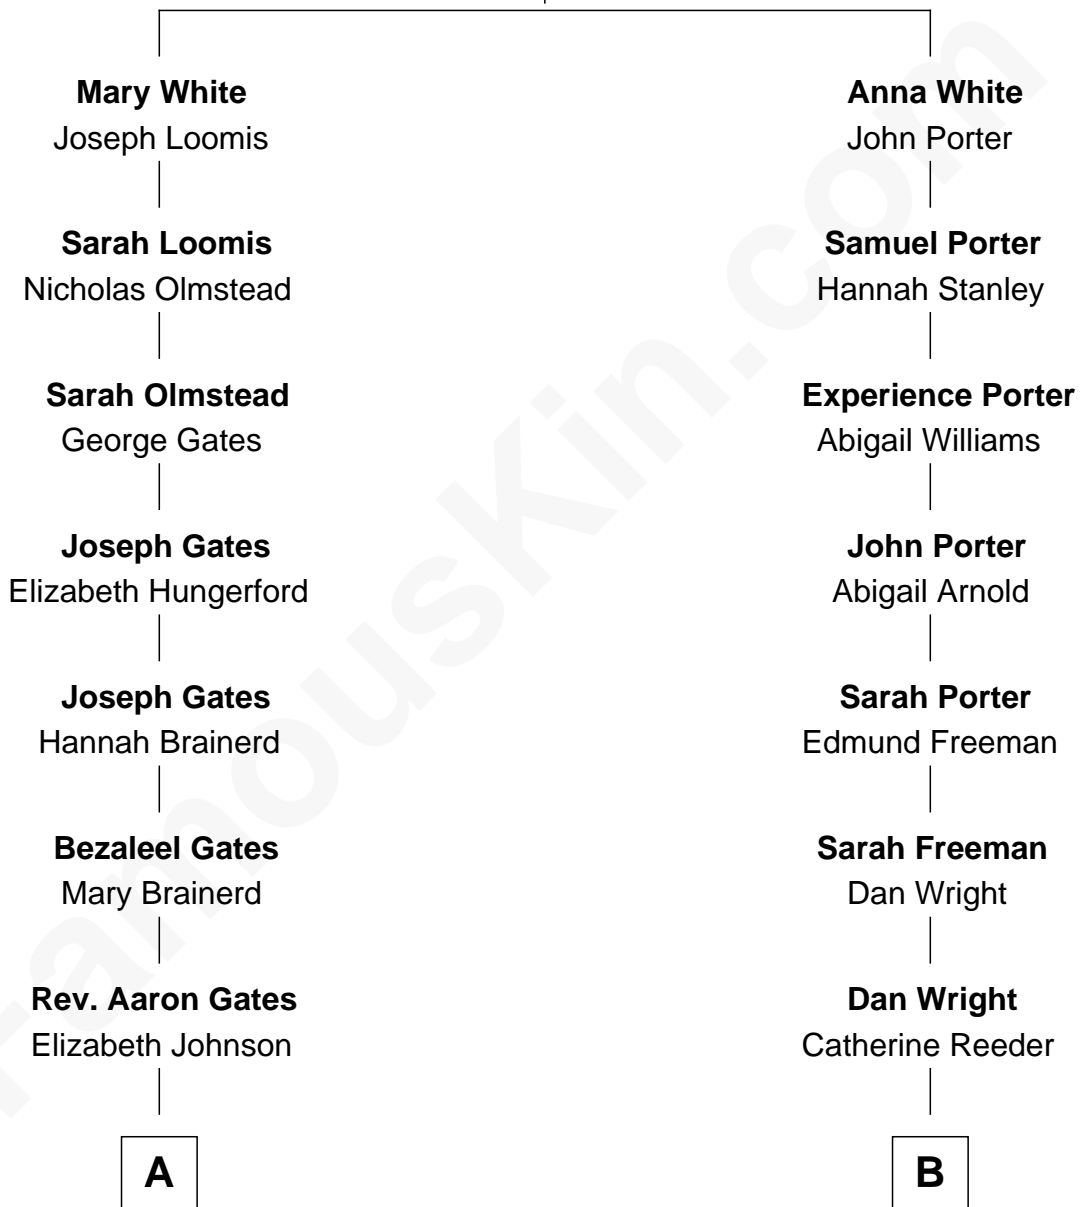 Mary White
Joseph Loomis
Sarah Loomis
Nicholas Olmstead
Sarah Olmstead
George Gates
Joseph Gates
Elizabeth Hungerford
Joseph Gates
Hannah Brainerd
Bezaleel Gates
Mary Brainerd
Rev. Aaron Gates
Elizabeth Johnson
A
Anna White
John Porter
Samuel Porter
Hannah Stanley
Experience Porter
Abigail Williams
John Porter
Abigail Arnold
Sarah Porter
Edmund Freeman
Sarah Freeman
Dan Wright
Dan Wright
Catherine Reeder
B
FamousKin.com